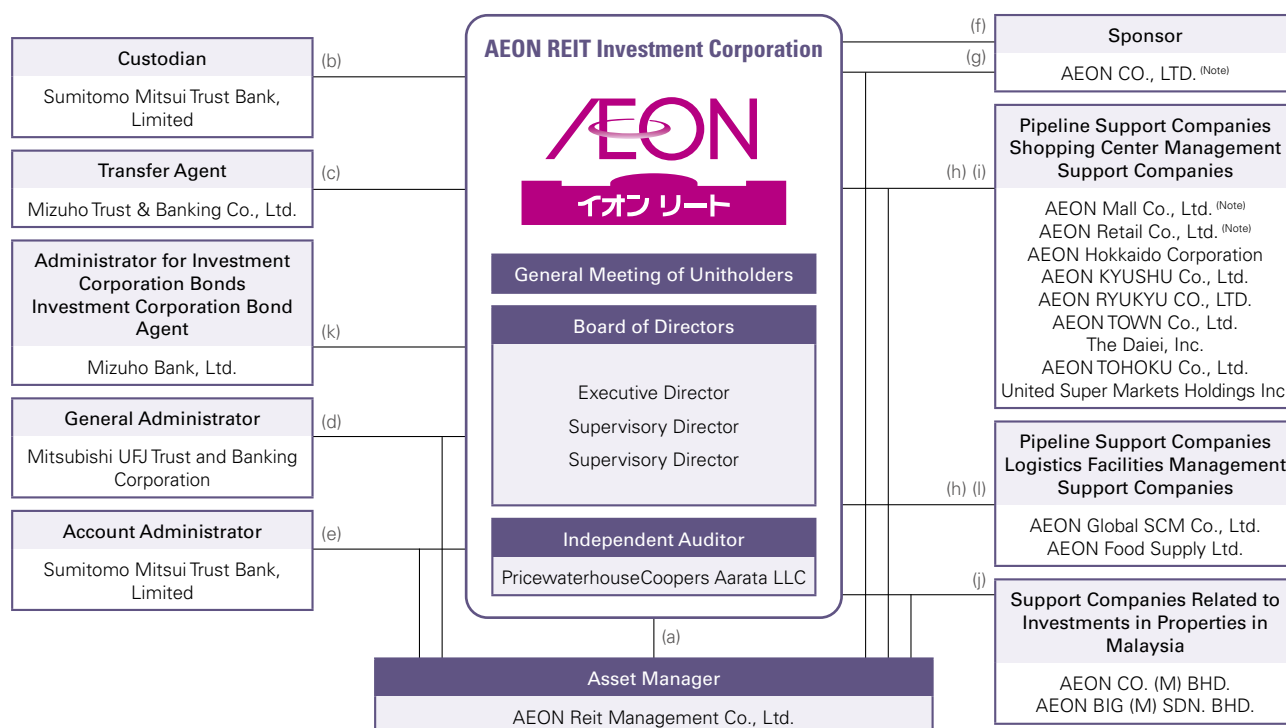 Custodian
Sumitomo Mitsui Trust Bank,
Limited
(b)
Transfer Agent
Mizuho Trust & Banking Co., Ltd.
(c)
Administrator for Investment
Corporation Bonds
Investment Corporation Bond
Agent
Mizuho Bank, Ltd.
(k)
General Administrator
Mitsubishi UFJ Trust and Banking
Corporation
(d)
Account Administrator
Sumitomo Mitsui Trust Bank,
Limited
(e)
AEON REIT Investment Corporation
ÆON
イオン リート
General Meeting of Unitholders
Board of Directors
Executive Director
Supervisory Director
Supervisory Director
Independent Auditor
PricewaterhouseCoopers Aarata LLC
(a)
Asset Manager
AEON Reit Management Co., Ltd.
(f)
(g)
Sponsor
AEON CO., LTD. (Note)
(h) (i)
Pipeline Support Companies
Shopping Center Management
Support Companies
AEON Mall Co., Ltd. (Note)
AEON Retail Co., Ltd. (Note)
AEON Hokkaido Corporation
AEON KYUSHU Co., Ltd.
AEON RYUKYU CO., LTD.
AEON TOWN Co., Ltd.
The Daiei, Inc.
AEON TOHOKU Co., Ltd.
United Super Markets Holdings Inc
(h) (l)
Pipeline Support Companies
Logistics Facilities Management
Support Companies
AEON Global SCM Co., Ltd.
AEON Food Supply Ltd.
(j)
Support Companies Related to
Investments in Properties in
Malaysia
AEON CO. (M) BHD.
AEON BIG (M) SDN. BHD.